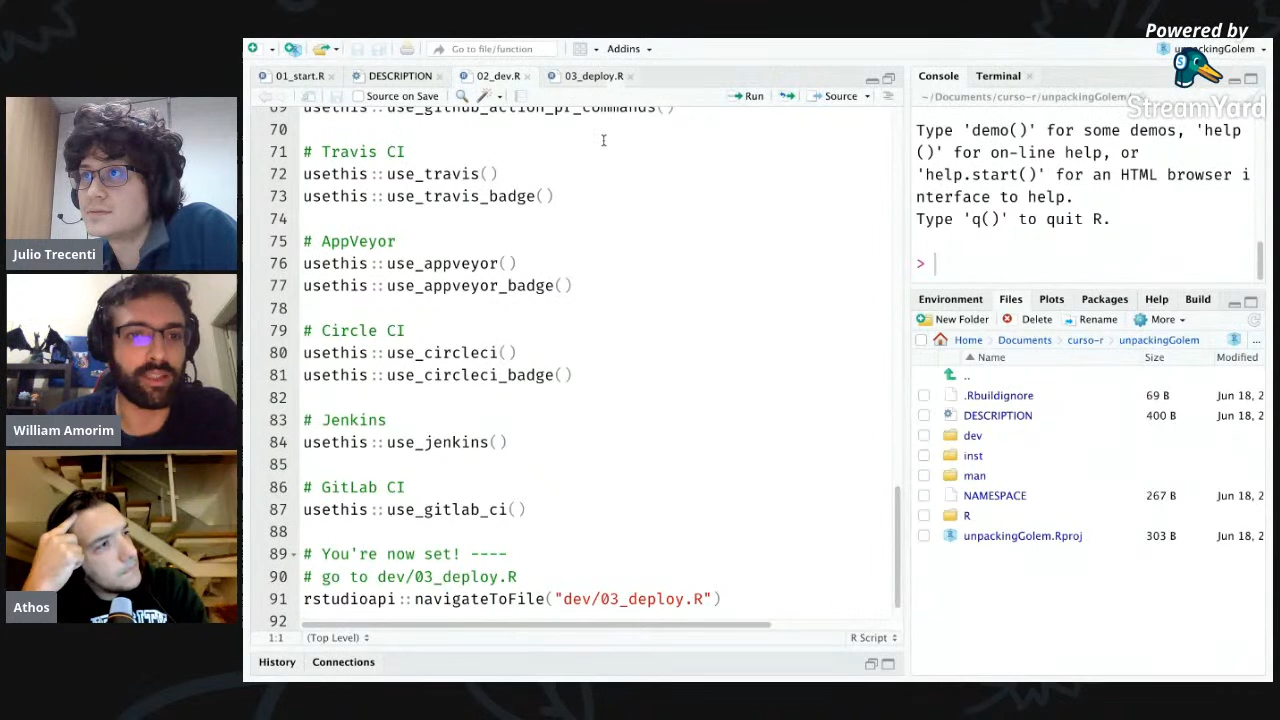 Powered by
StreamYard
Julio Trecenti
William Amorim
Athos
Go to file/function
Addins
unpackingGolem
01_start.R
DESCRIPTION
02_dev.R
03_deploy.R
Source on Save
Run
Source
69 usethis::use_github_action_pr_commands()
70
71 # Travis CI
72 usethis::use_travis()
73 usethis::use_travis_badge()
74
75 # AppVeyor
76 usethis::use_appveyor()
77 usethis::use_appveyor_badge()
78
79 # Circle CI
80 usethis::use_circleci()
81 usethis::use_circleci_badge()
82
83 # Jenkins
84 usethis::use_jenkins()
85
86 # GitLab CI
87 usethis::use_gitlab_ci()
88
89 # You're now set! ----
90 # go to dev/03_deploy.R
91 rstudioapi::navigateToFile("dev/03_deploy.R")
92
1:1 (Top Level) R Script
History Connections
Console Terminal
~/Documents/curso-r/unpackingGolem/
Type 'demo()' for some demos, 'help
()' for on-line help, or
'help.start()' for an HTML browser i
nterface to help.
Type 'q()' to quit R.
>
Environment Files Plots Packages Help Build
New Folder Delete Rename More
Home Documents curso-r unpackingGolem ...
Name Size Modified
..
.Rbuildignore 69 B Jun 18, 2
DESCRIPTION 400 B Jun 18, 2
dev
inst
man
NAMESPACE 267 B Jun 18, 2
R
unpackingGolem.Rproj 303 B Jun 18, 2